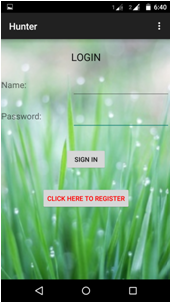 6:40
Hunter
LOGIN
Name:
Password:
SIGN IN
CLICK HERE TO REGISTER